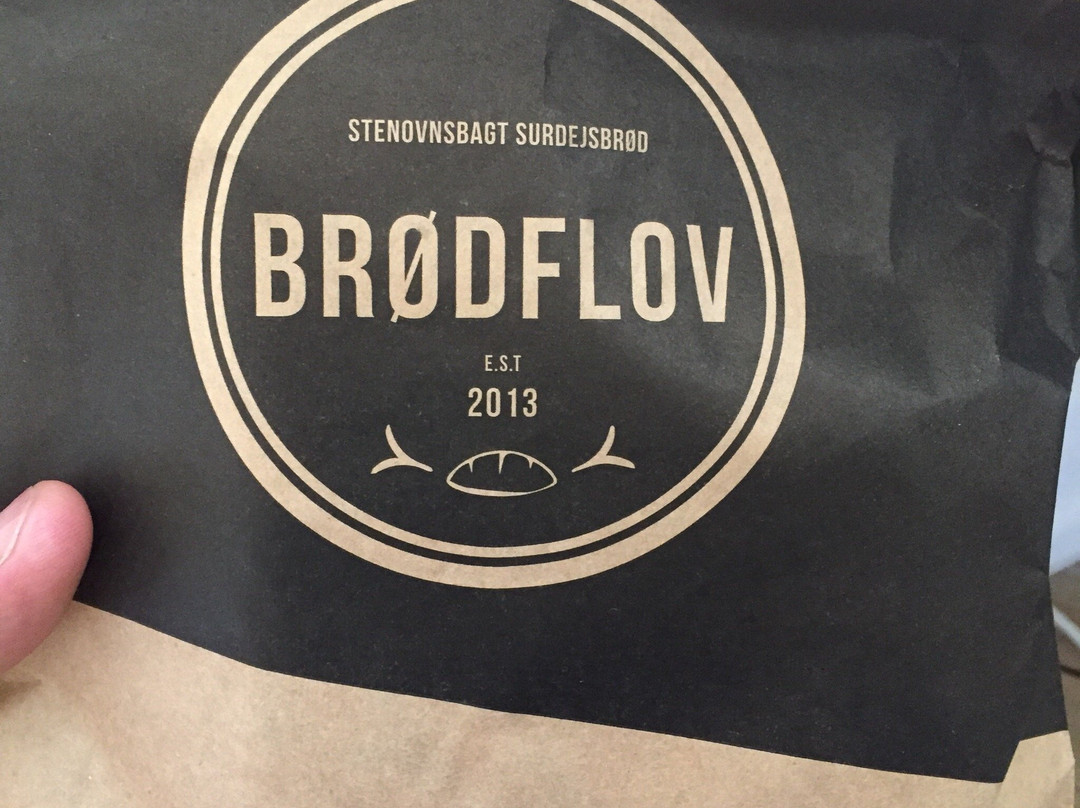 STENOVNSBAGT SURDEJSBRØD
BRØDFLOV
E.S.T
2013